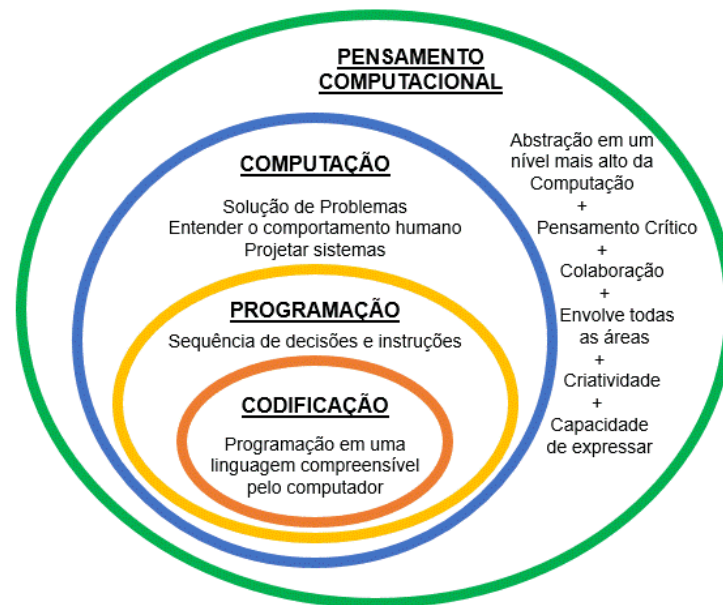 PENSAMENTO
COMPUTACIONAL
COMPUTAÇÃO
Solução de Problemas
Entender o comportamento humano
Projetar sistemas
PROGRAMAÇÃO
Sequência de decisões e instruções
CODIFICAÇÃO
Programação em uma
linguagem compreensível
pelo computador
Abstração em um
nível mais alto da
Computação
+
Pensamento Crítico
+
Colaboração
+
Envolve todas
as áreas
+
Criatividade
+
Capacidade
de expressar